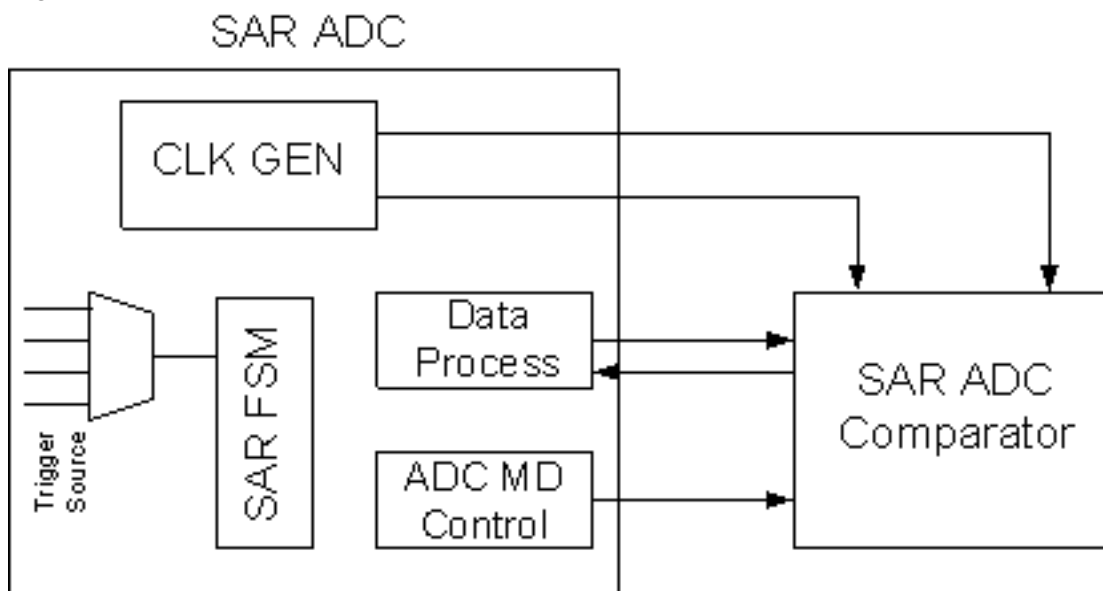 SAR ADC
CLK GEN
Trigger
Source
SAR FSM
Data
Process
ADC MD
Control
SAR ADC
Comparator